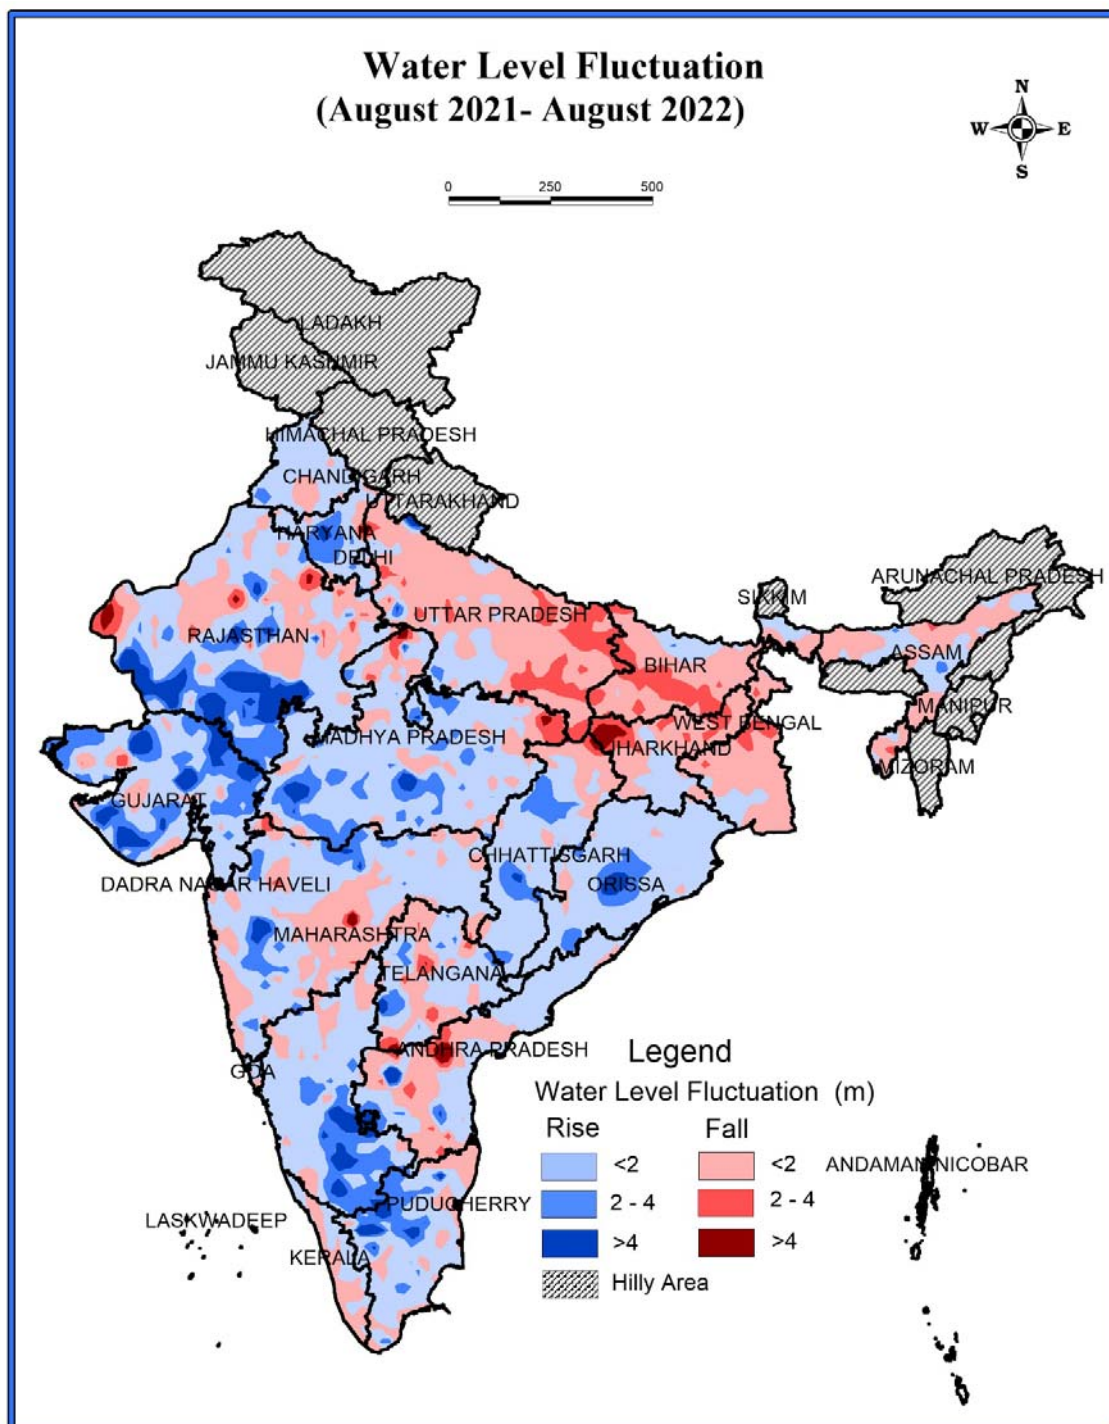 Water Level Fluctuation
(August 2021- August 2022)
N
W E
S
0 250 500
LADAKH
JAMMU KASHMIR
HIMACHAL PRADESH
CHANDIGARH
UTTARAKHAND
HARYANA
DELHI
ARUNACHAL PRADESH
SIKKIM
UTTAR PRADESH
RAJASTHAN
ASSAM
BIHAR
MANIPUR
WEST BENGAL
MADHYA PRADESH
JHARKHAND
MIZORAM
GUJARAT
CHHATTISGARH
DADRA NAGAR HAVELI
ORISSA
MAHARASHTRA
TELANGANA
ANDHRA PRADESH
GOA
Legend
Water Level Fluctuation (m)
Rise Fall
<2 <2
2 - 4 2 - 4
>4 >4
Hilly Area
ANDAMAN NICOBAR
PUDUCHERRY
LASKWADEEP
KERALA